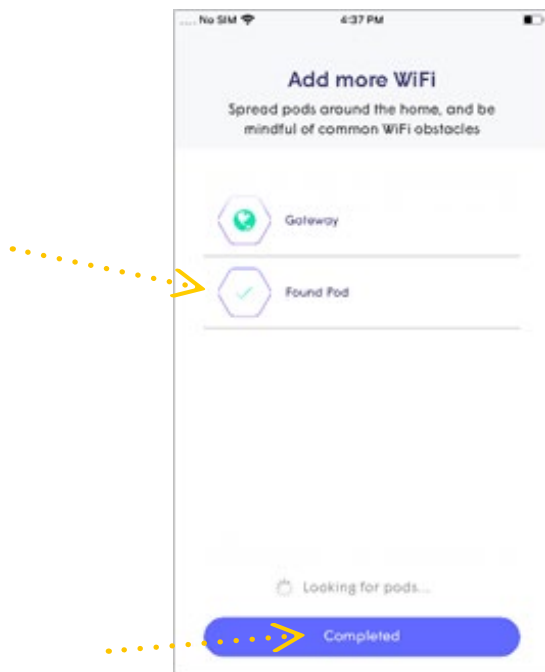 No SIM 4:37 PM
Add more WiFi
Spread pods around the home, and be
mindful of common WiFi obstacles
Gateway
Found Pod
Looking for pods...
Completed